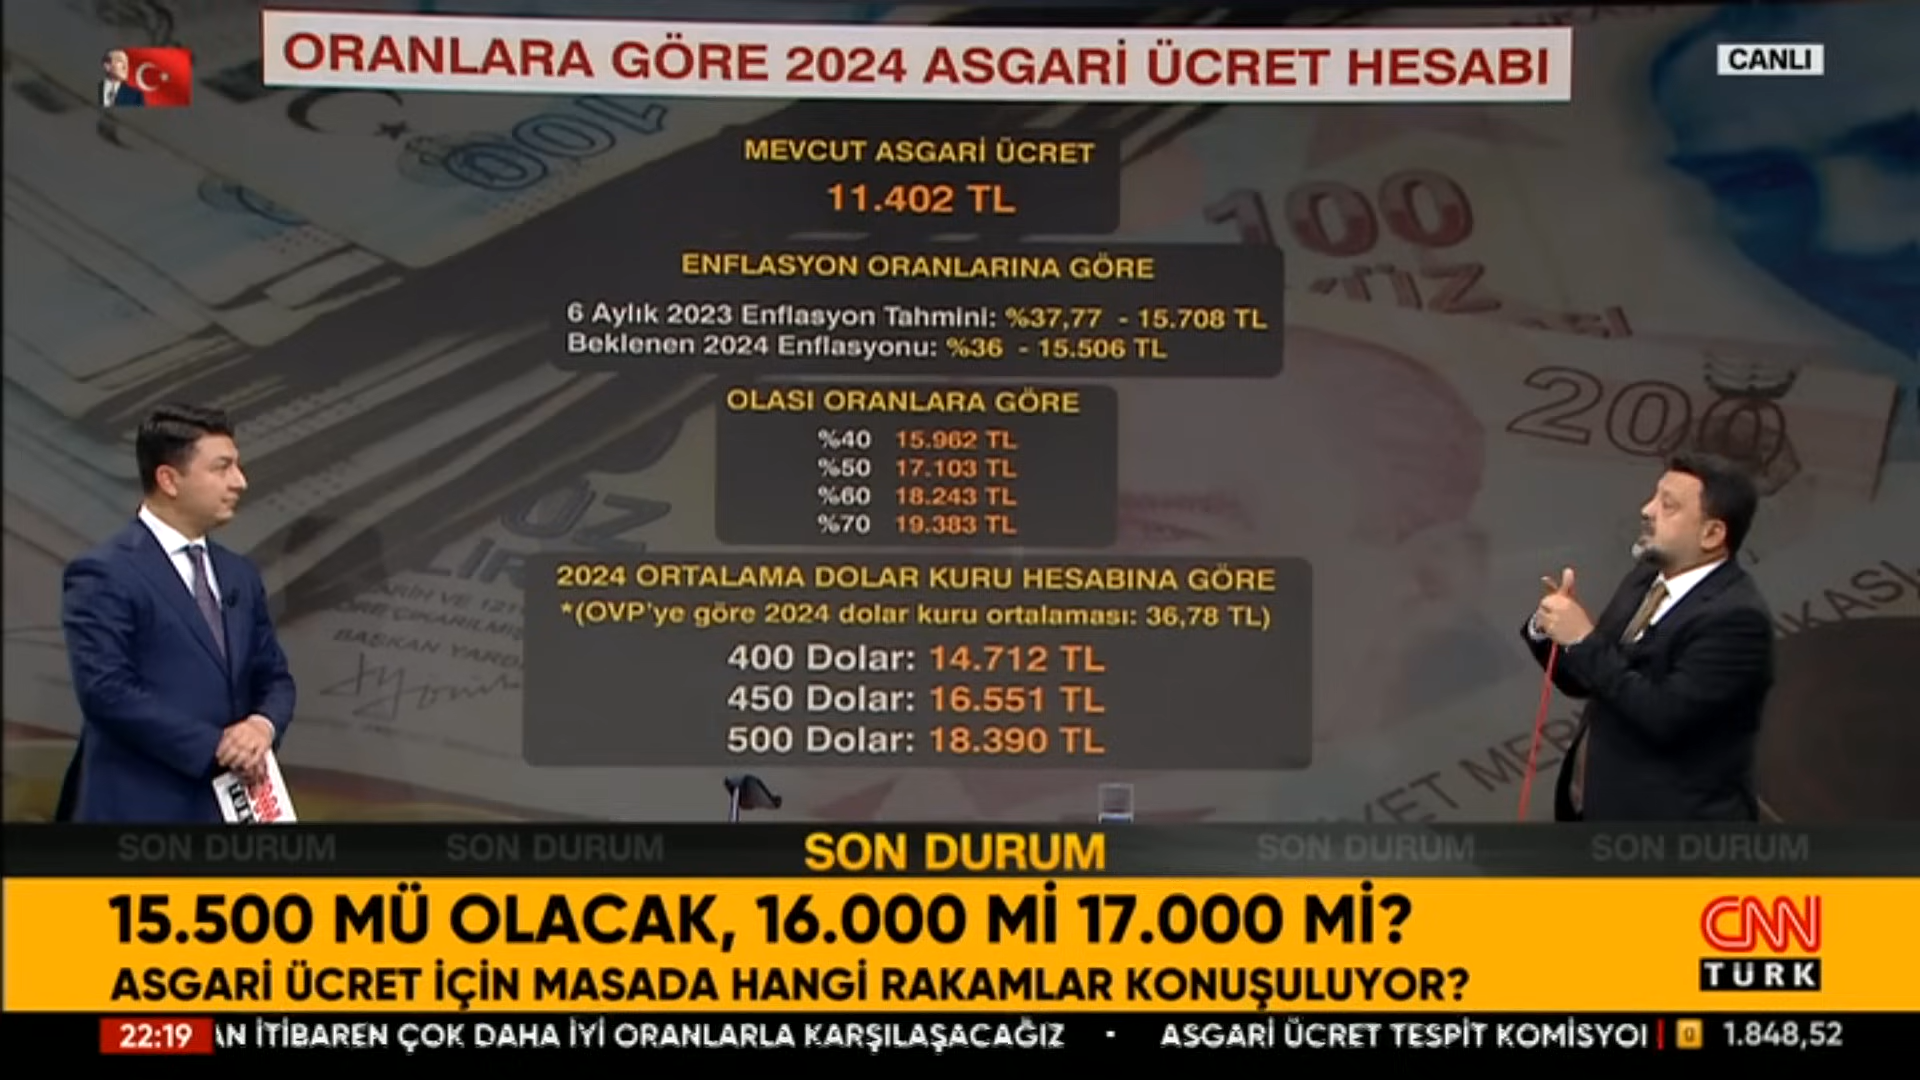 ORANLARA GÖRE 2024 ASGARİ ÜCRET HESABI
CANLI
MEVCUT ASGARİ ÜCRET
11.402 TL
ENFLASYON ORANLARINA GÖRE
6 Aylık 2023 Enflasyon Tahmini: %37,77 - 15.708 TL
Beklenen 2024 Enflasyonu: %36 - 15.506 TL
OLASI ORANLARA GÖRE
%40 15.962 TL
%50 17.103 TL
%60 18.243 TL
%70 19.383 TL
2024 ORTALAMA DOLAR KURU HESABINA GÖRE
*(OVP'ye göre 2024 dolar kuru ortalaması: 36,78 TL)
400 Dolar: 14.712 TL
450 Dolar: 16.551 TL
500 Dolar: 18.390 TL
100
100
200
SON DURUM SON DURUM SON DURUM SON DURUM SON DURUM
15.500 MÜ OLACAK, 16.000 Mİ 17.000 Mİ?
ASGARİ ÜCRET İÇİN MASADA HANGİ RAKAMLAR KONUŞULUYOR?
CNN
TÜRK
22:19 AN İTİBAREN ÇOK DAHA İYİ ORANLARLA KARŞILAŞACAĞIZ · ASGARİ ÜCRET TESPİT KOMİSYO 1.848,52